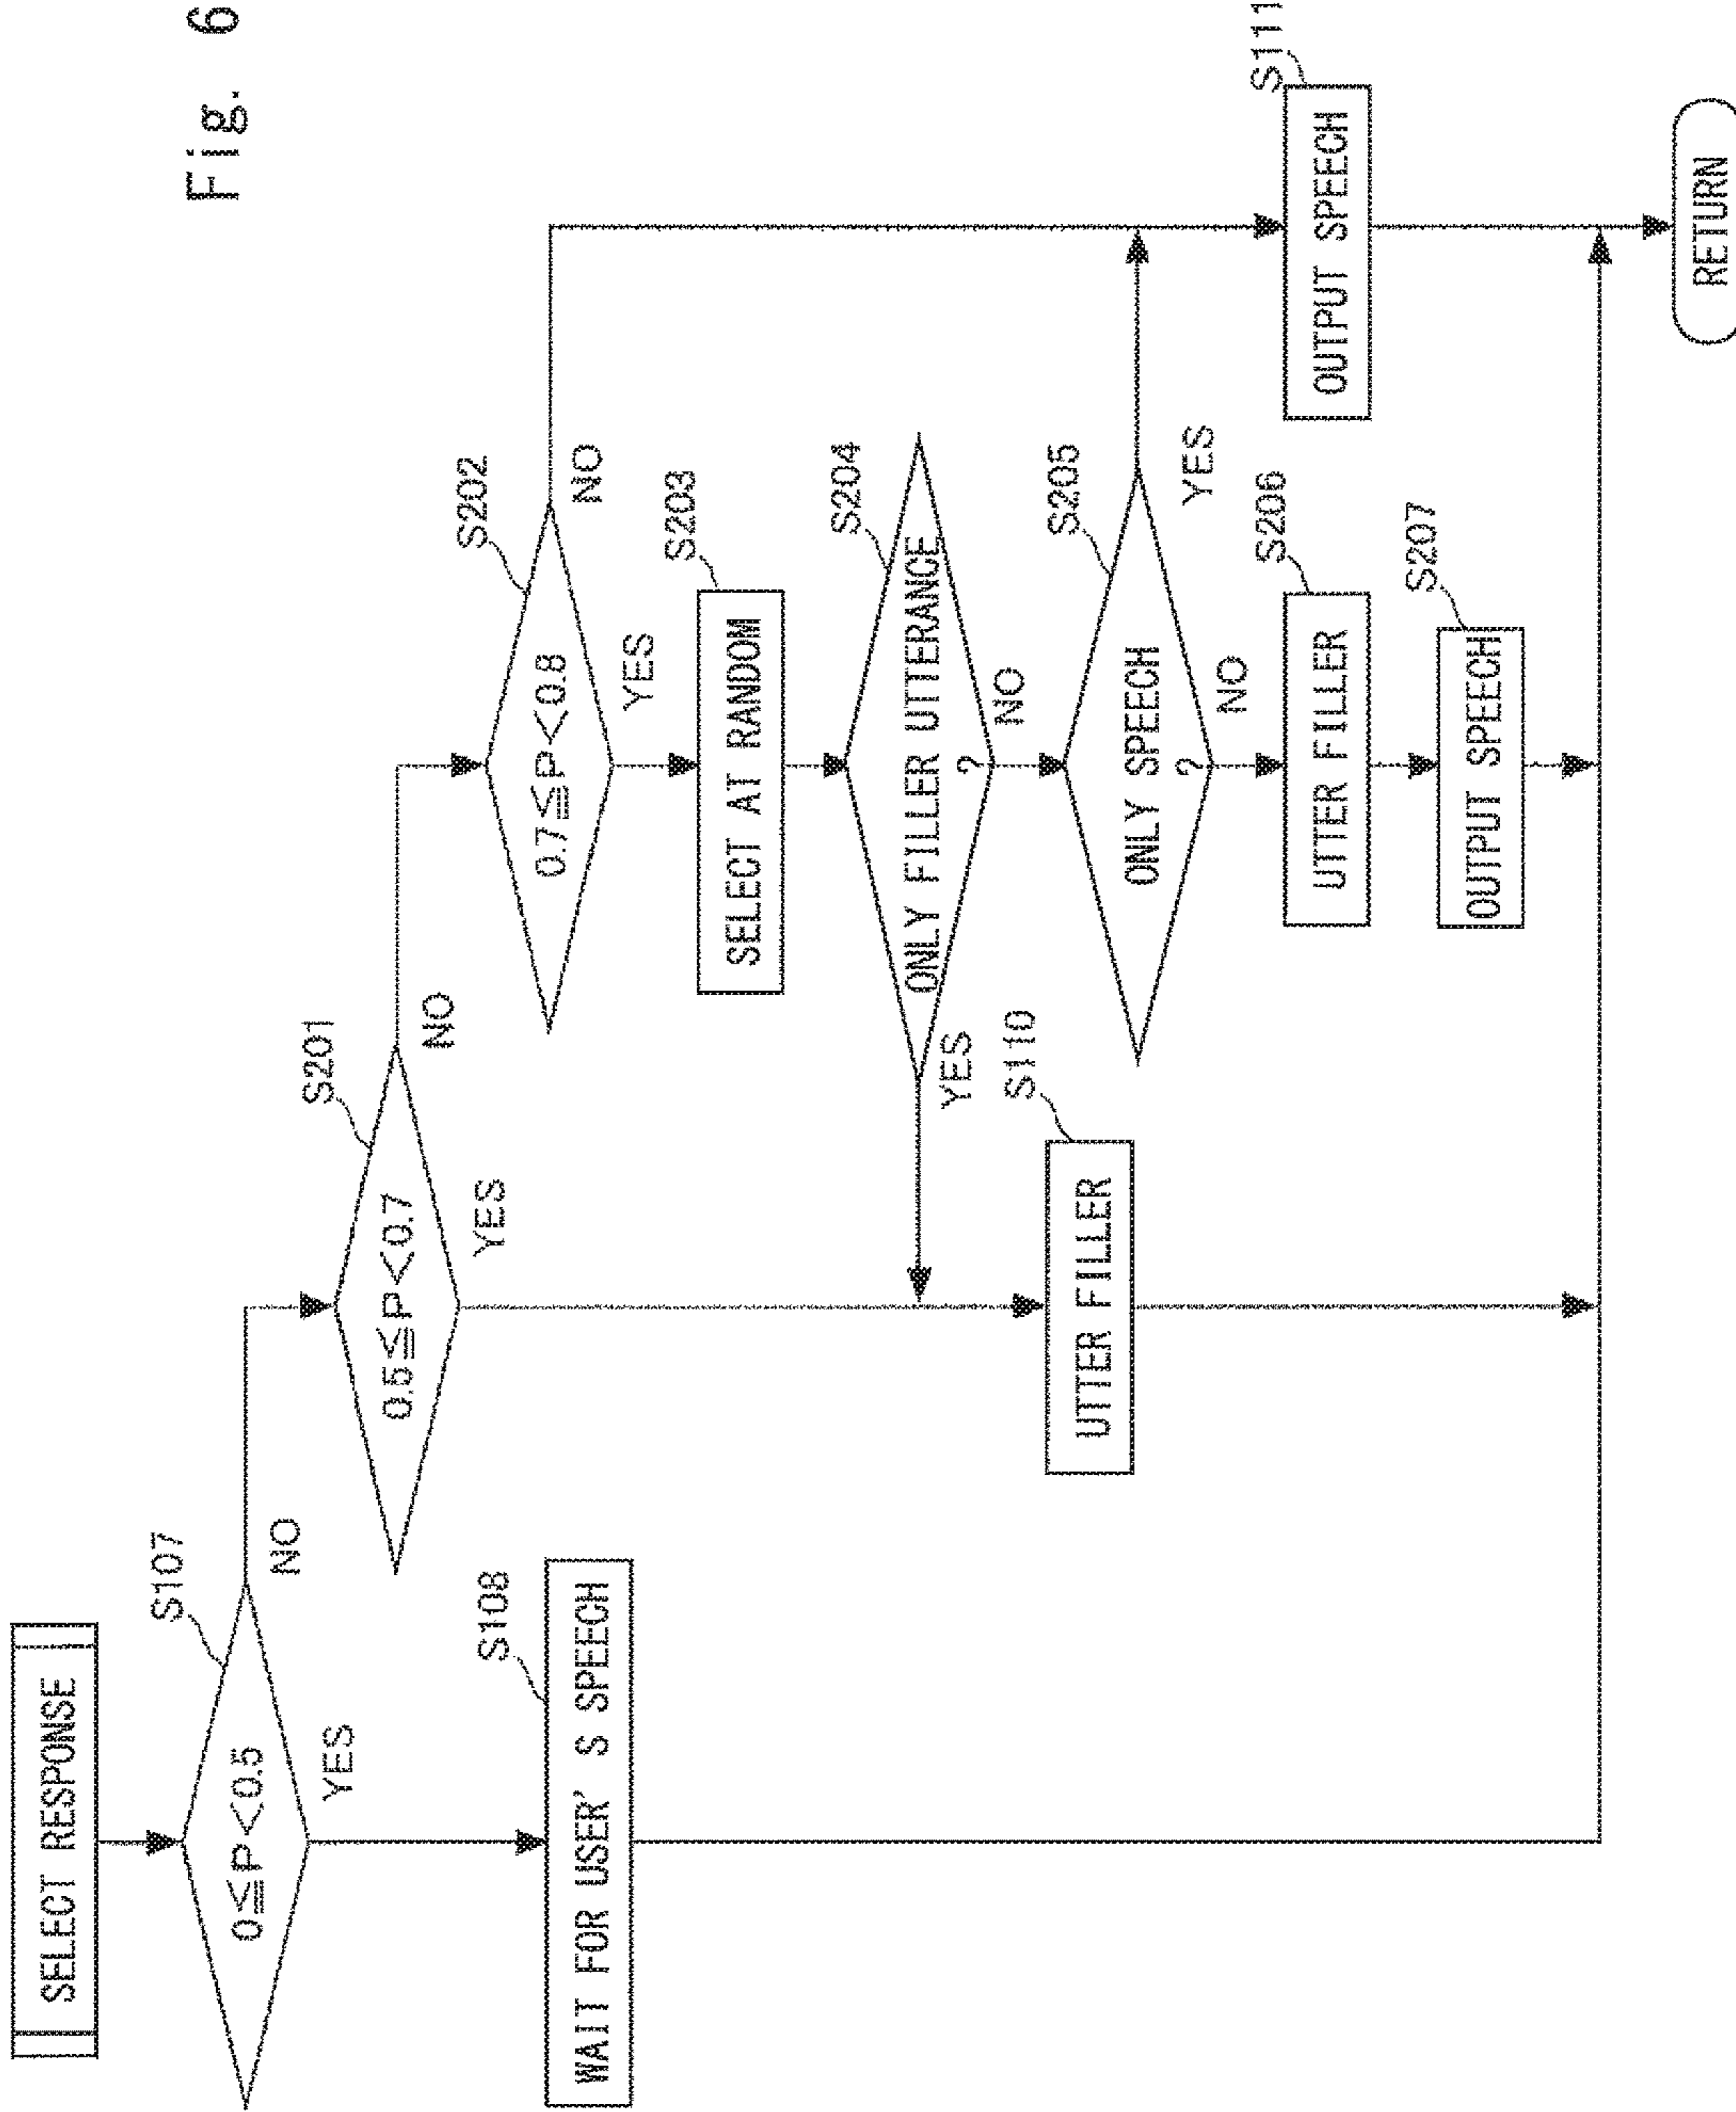 Fig. 6
SELECT RESPONSE
S107
0≦P<0.5
NO
YES
S201
0.5≦P<0.7
NO
YES
S202
0.7≦P<0.8
NO
YES
S108
WAIT FOR USER' S SPEECH
S203
SELECT AT RANDOM
S204
ONLY FILLER UTTERANCE
?
YES
NO
S110
UTTER FILLER
S205
ONLY SPEECH
?
YES
NO
S206
UTTER FILLER
S111
OUTPUT SPEECH
S207
OUTPUT SPEECH
RETURN